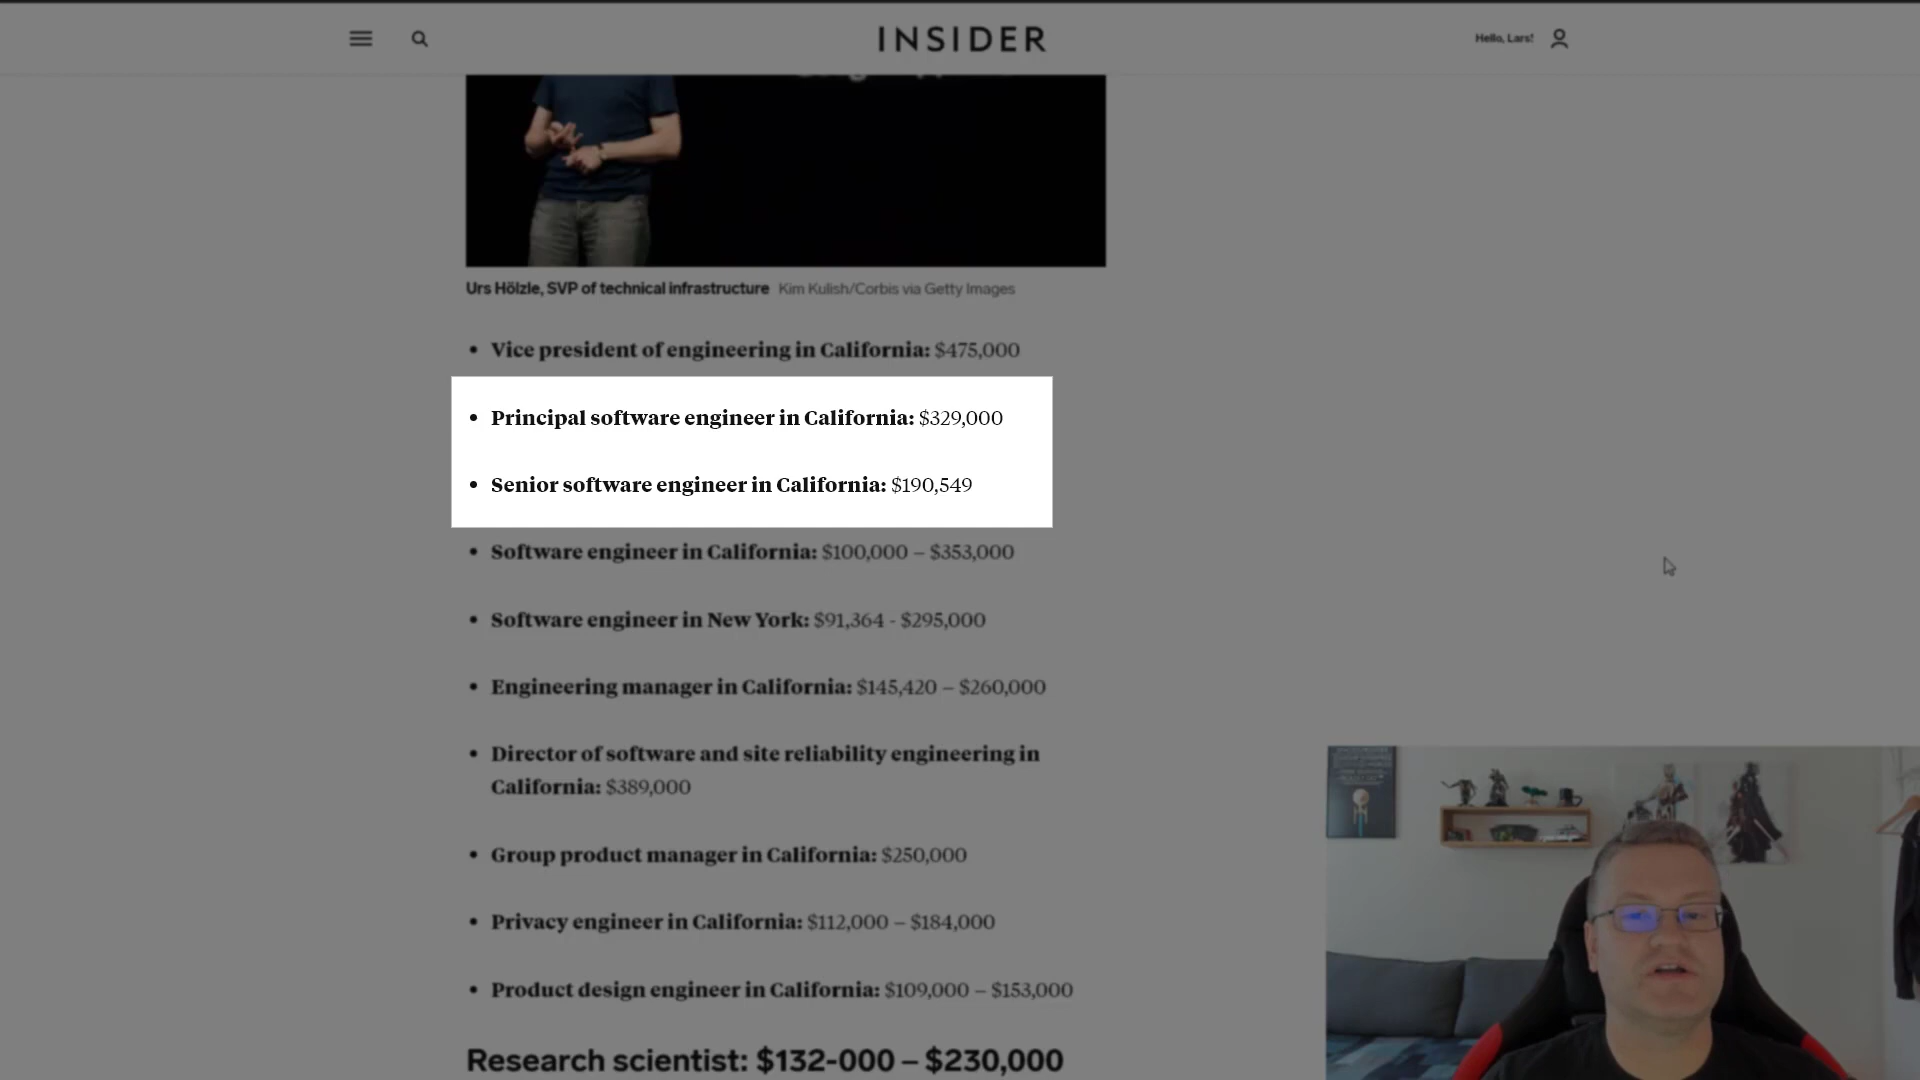 INSIDER
Hello, Lars!
Urs Hölzle, SVP of technical infrastructure Kim Kulish/Corbis via Getty Images
• Vice president of engineering in California: $475,000
• Principal software engineer in California: $329,000
• Senior software engineer in California: $190,549
• Software engineer in California: $100,000 – $353,000
• Software engineer in New York: $91,364 - $295,000
• Engineering manager in California: $145,420 – $260,000
• Director of software and site reliability engineering in
California: $389,000
• Group product manager in California: $250,000
• Privacy engineer in California: $112,000 – $184,000
• Product design engineer in California: $109,000 – $153,000
Research scientist: $132-000 – $230,000